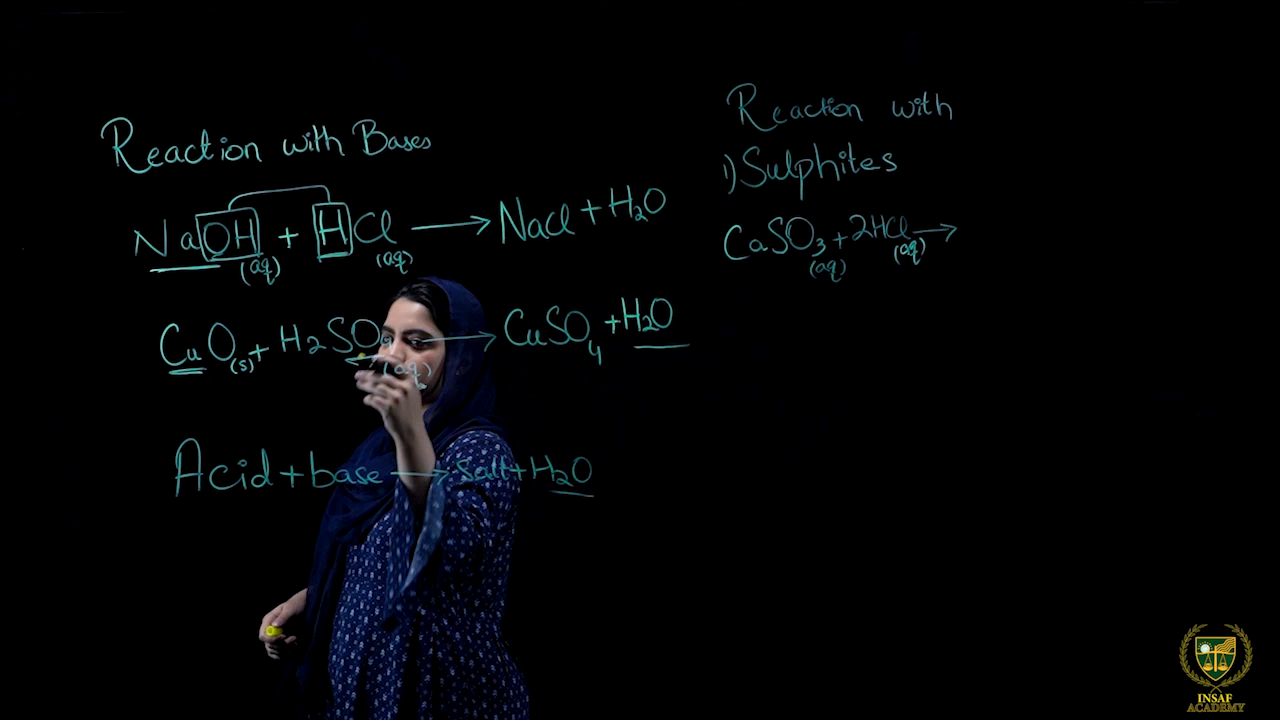 Reaction with Bases
NaOH(aq) + HCl(aq) → NaCl + H2O
CuO(s) + H2SO4(aq) → CuSO4 + H2O
Acid + base → salt + H2O
Reaction with
1) Sulphites
CaSO3(aq) + 2HCl(aq) →
INSAF
ACADEMY